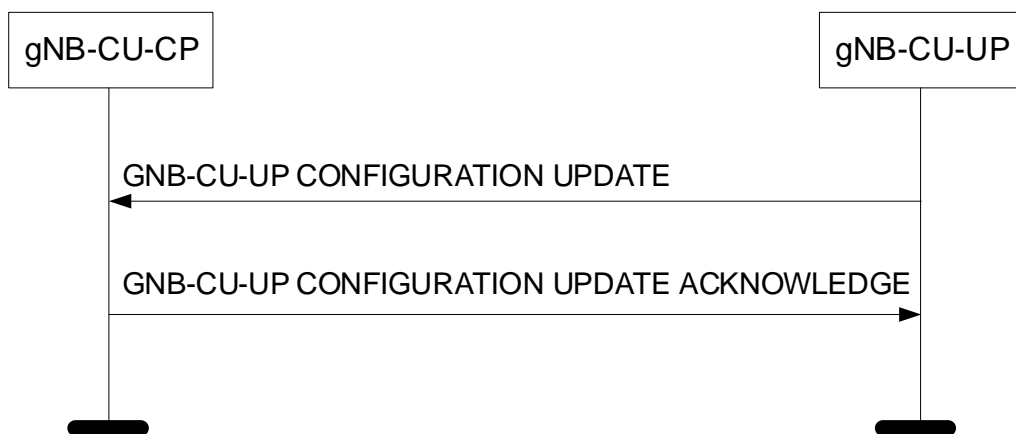 gNB-CU-CP
gNB-CU-UP
GNB-CU-UP CONFIGURATION UPDATE
GNB-CU-UP CONFIGURATION UPDATE ACKNOWLEDGE